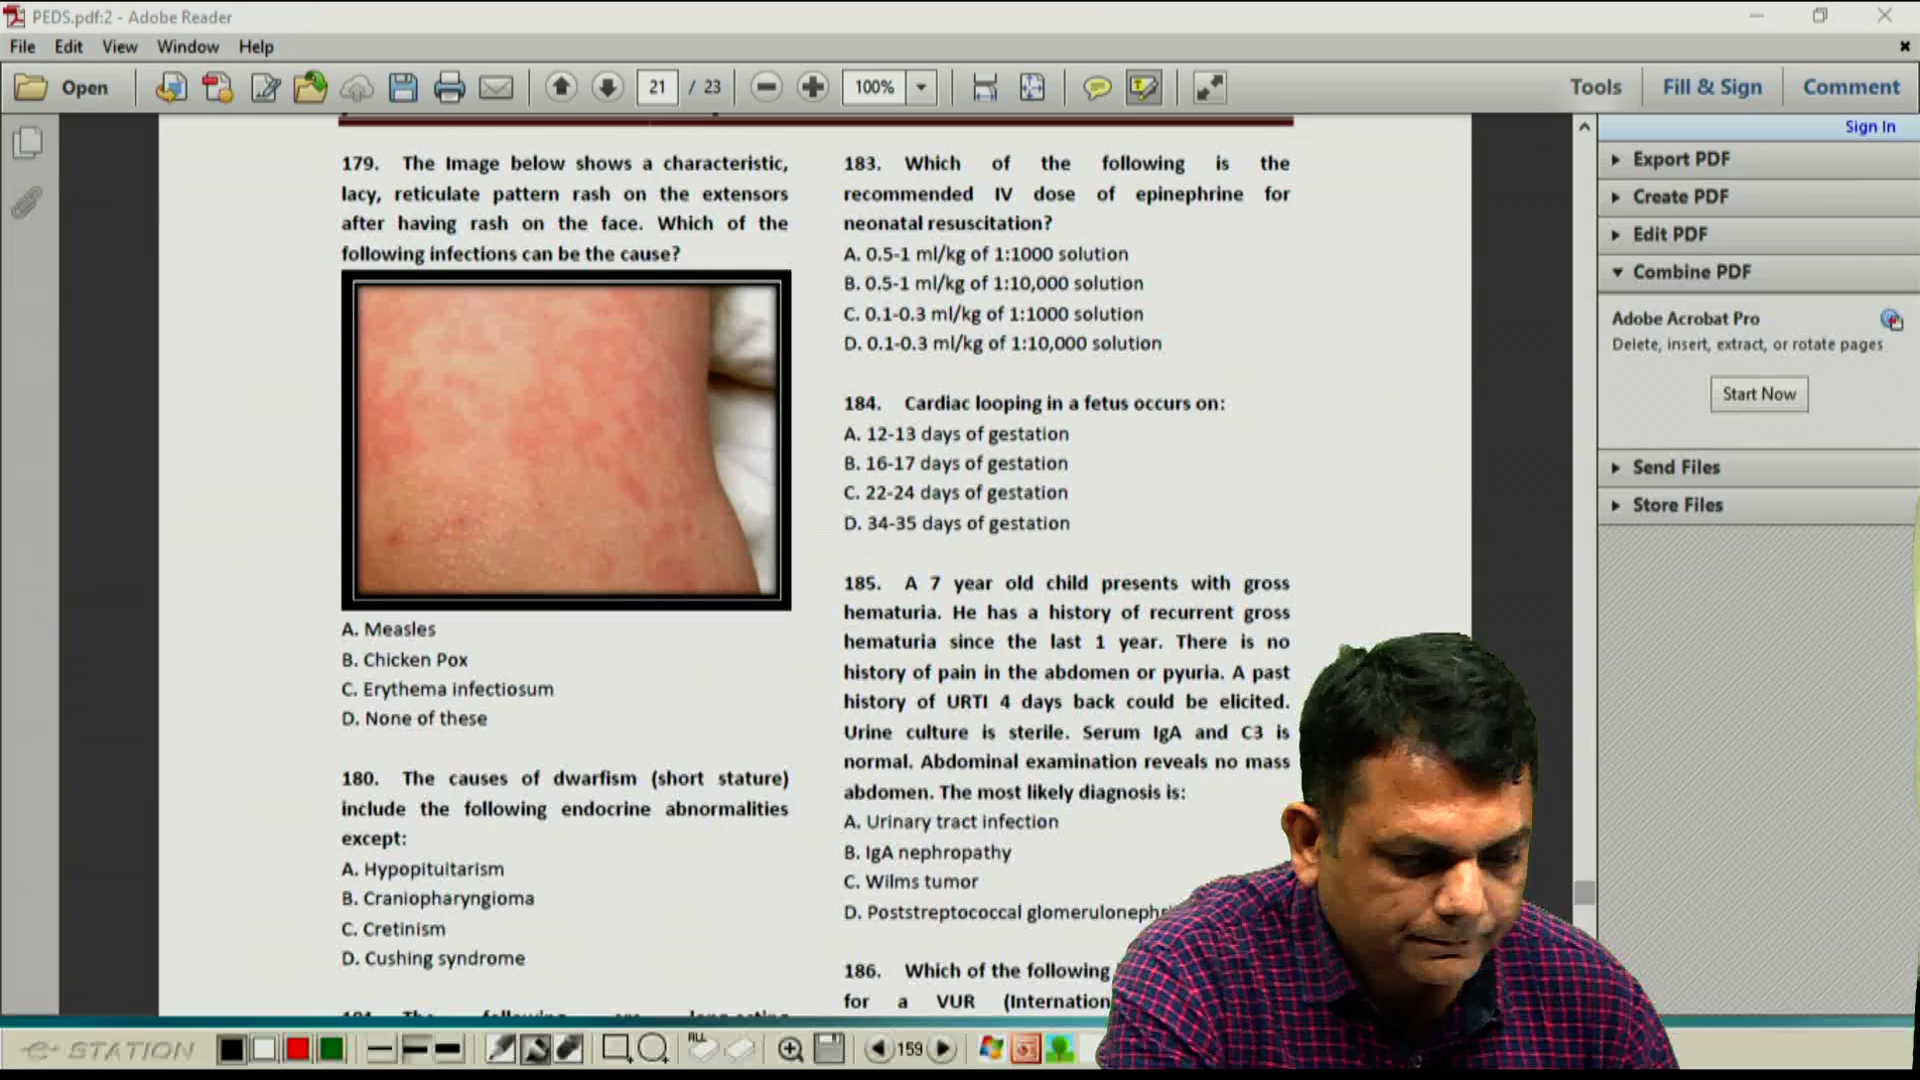 PEDS.pdf:2 - Adobe Reader
File Edit View Window Help
Open 21 / 23 100% Tools Fill & Sign Comment
Sign In
Export PDF
Create PDF
Edit PDF
Combine PDF
Adobe Acrobat Pro
Delete, insert, extract, or rotate pages
Start Now
Send Files
Store Files
179. The Image below shows a characteristic,
lacy, reticulate pattern rash on the extensors
after having rash on the face. Which of the
following infections can be the cause?
A. Measles
B. Chicken Pox
C. Erythema infectiosum
D. None of these
180. The causes of dwarfism (short stature)
include the following endocrine abnormalities
except:
A. Hypopituitarism
B. Craniopharyngioma
C. Cretinism
D. Cushing syndrome
183. Which of the following is the
recommended IV dose of epinephrine for
neonatal resuscitation?
A. 0.5-1 ml/kg of 1:1000 solution
B. 0.5-1 ml/kg of 1:10,000 solution
C. 0.1-0.3 ml/kg of 1:1000 solution
D. 0.1-0.3 ml/kg of 1:10,000 solution
184. Cardiac looping in a fetus occurs on:
A. 12-13 days of gestation
B. 16-17 days of gestation
C. 22-24 days of gestation
D. 34-35 days of gestation
185. A 7 year old child presents with gross
hematuria. He has a history of recurrent gross
hematuria since the last 1 year. There is no
history of pain in the abdomen or pyuria. A past
history of URTI 4 days back could be elicited.
Urine culture is sterile. Serum IgA and C3 is
normal. Abdominal examination reveals no mass
abdomen. The most likely diagnosis is:
A. Urinary tract infection
B. IgA nephropathy
C. Wilms tumor
D. Poststreptococcal glomerulonephr
186. Which of the following
for a VUR (Internation
e-STATION ALL 159